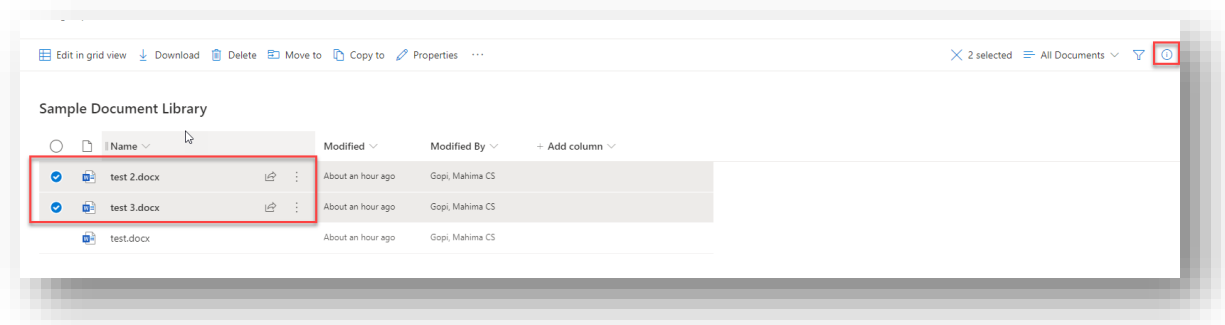 Edit in grid view Download Delete Move to Copy to Properties ··· 2 selected All Documents
Sample Document Library
Name Modified Modified By + Add column
test 2.docx About an hour ago Gopi, Mahima CS
test 3.docx About an hour ago Gopi, Mahima CS
test.docx About an hour ago Gopi, Mahima CS